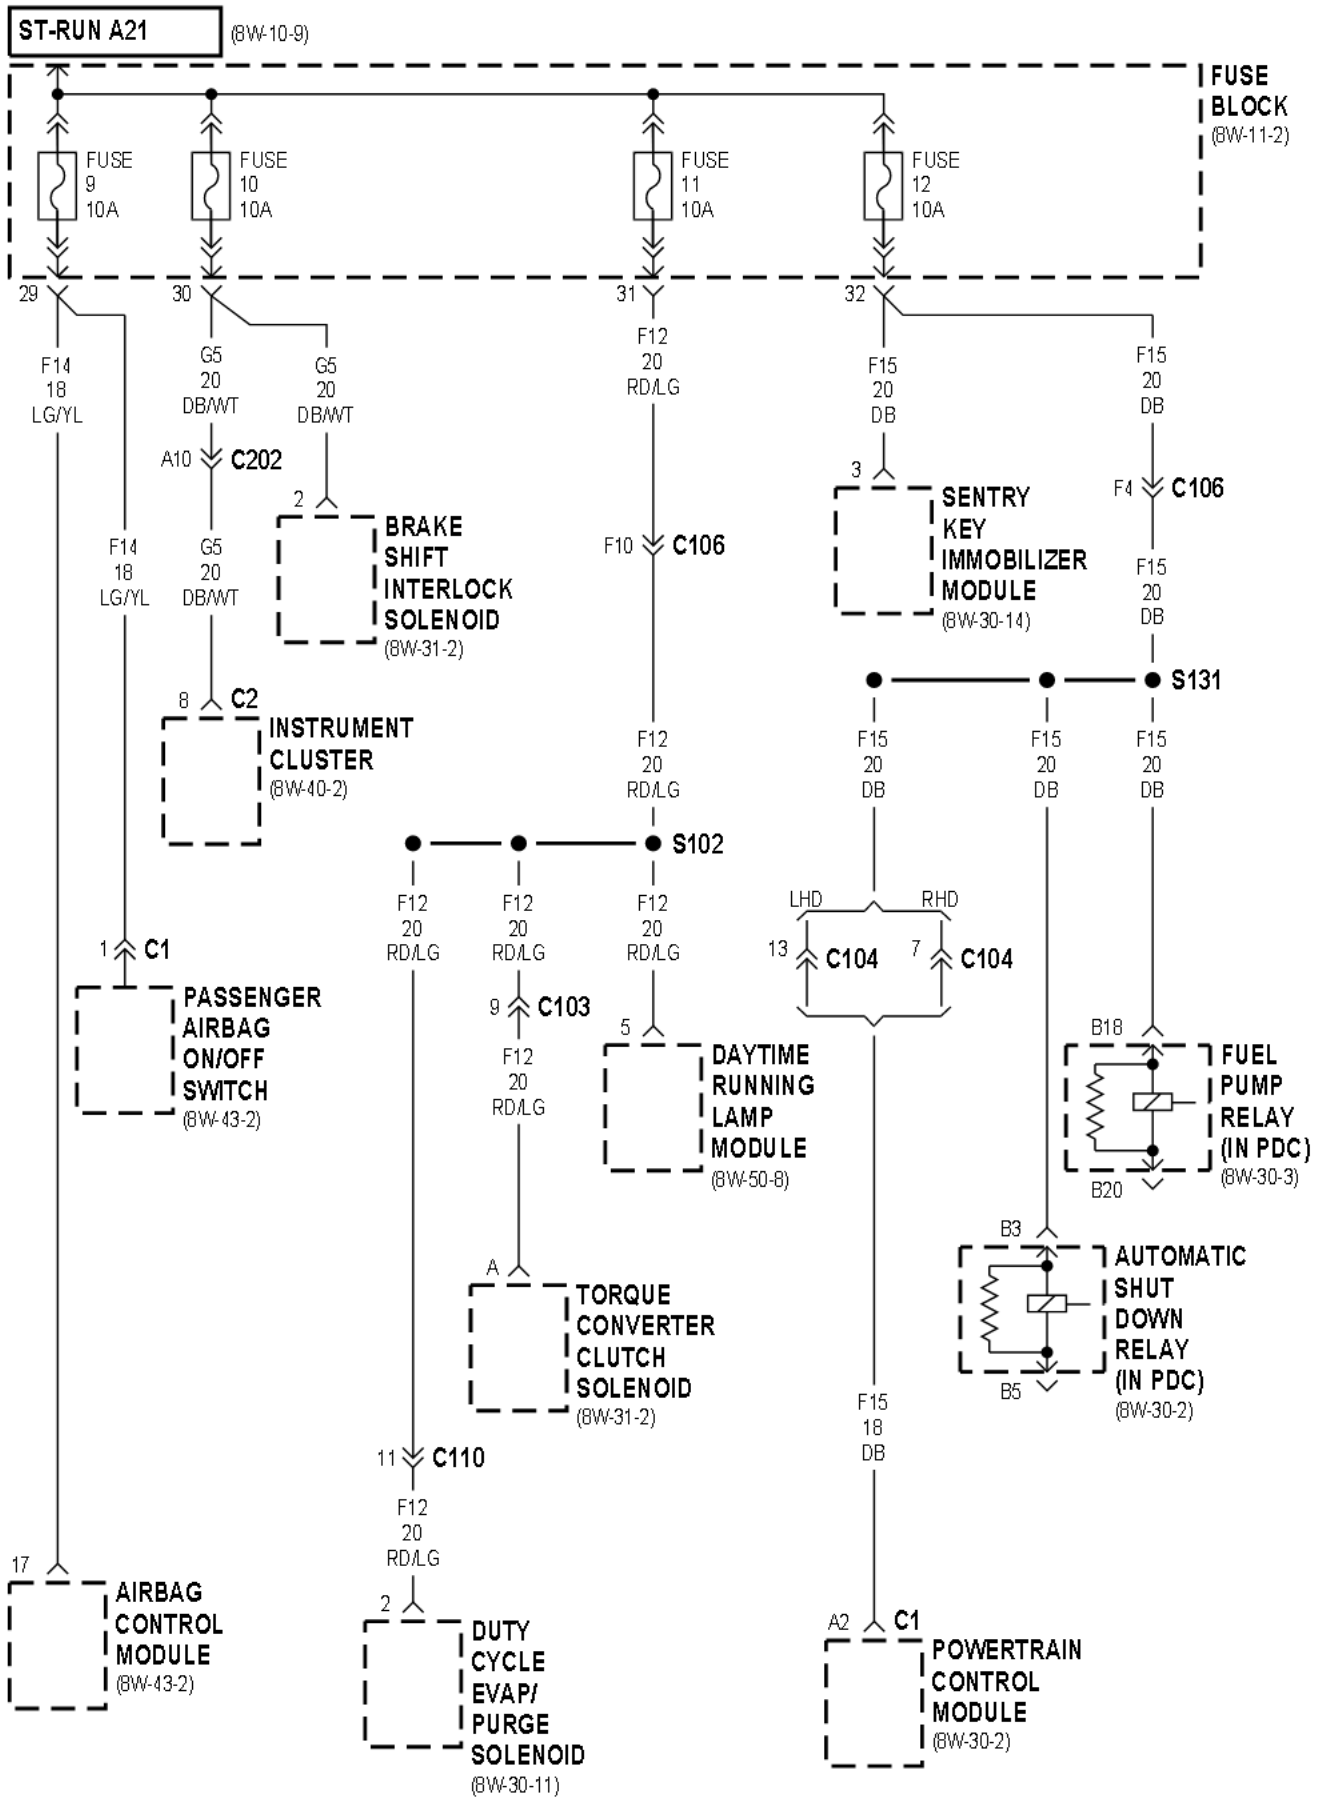 ST-RUN A21
(8W-10-9)
FUSE
BLOCK
(8W-11-2)
FUSE
9
10A
FUSE
10
10A
FUSE
11
10A
FUSE
12
10A
29
30
31
32
F14
18
LG/YL
F14
18
LG/YL
G5
20
DB/WT
A10
C202
G5
20
DB/WT
G5
20
DB/WT
2
BRAKE
SHIFT
INTERLOCK
SOLENOID
(8W-31-2)
8
C2
INSTRUMENT
CLUSTER
(8W-40-2)
1
C1
PASSENGER
AIRBAG
ON/OFF
SWITCH
(8W-43-2)
17
AIRBAG
CONTROL
MODULE
(8W-43-2)
F12
20
RD/LG
F10
C106
F12
20
RD/LG
S102
F12
20
RD/LG
F12
20
RD/LG
F12
20
RD/LG
9
C103
F12
20
RD/LG
5
DAYTIME
RUNNING
LAMP
MODULE
(8W-50-8)
A
TORQUE
CONVERTER
CLUTCH
SOLENOID
(8W-31-2)
11
C110
F12
20
RD/LG
2
DUTY
CYCLE
EVAP/
PURGE
SOLENOID
(8W-30-11)
F15
20
DB
3
SENTRY
KEY
IMMOBILIZER
MODULE
(8W-30-14)
F15
20
DB
F4
C106
F15
20
DB
S131
F15
20
DB
F15
20
DB
F15
20
DB
LHD
RHD
13
C104
7
C104
B18
FUEL
PUMP
RELAY
(IN PDC)
(8W-30-3)
B20
B3
AUTOMATIC
SHUT
DOWN
RELAY
(IN PDC)
(8W-30-2)
B5
F15
18
DB
A2
C1
POWERTRAIN
CONTROL
MODULE
(8W-30-2)